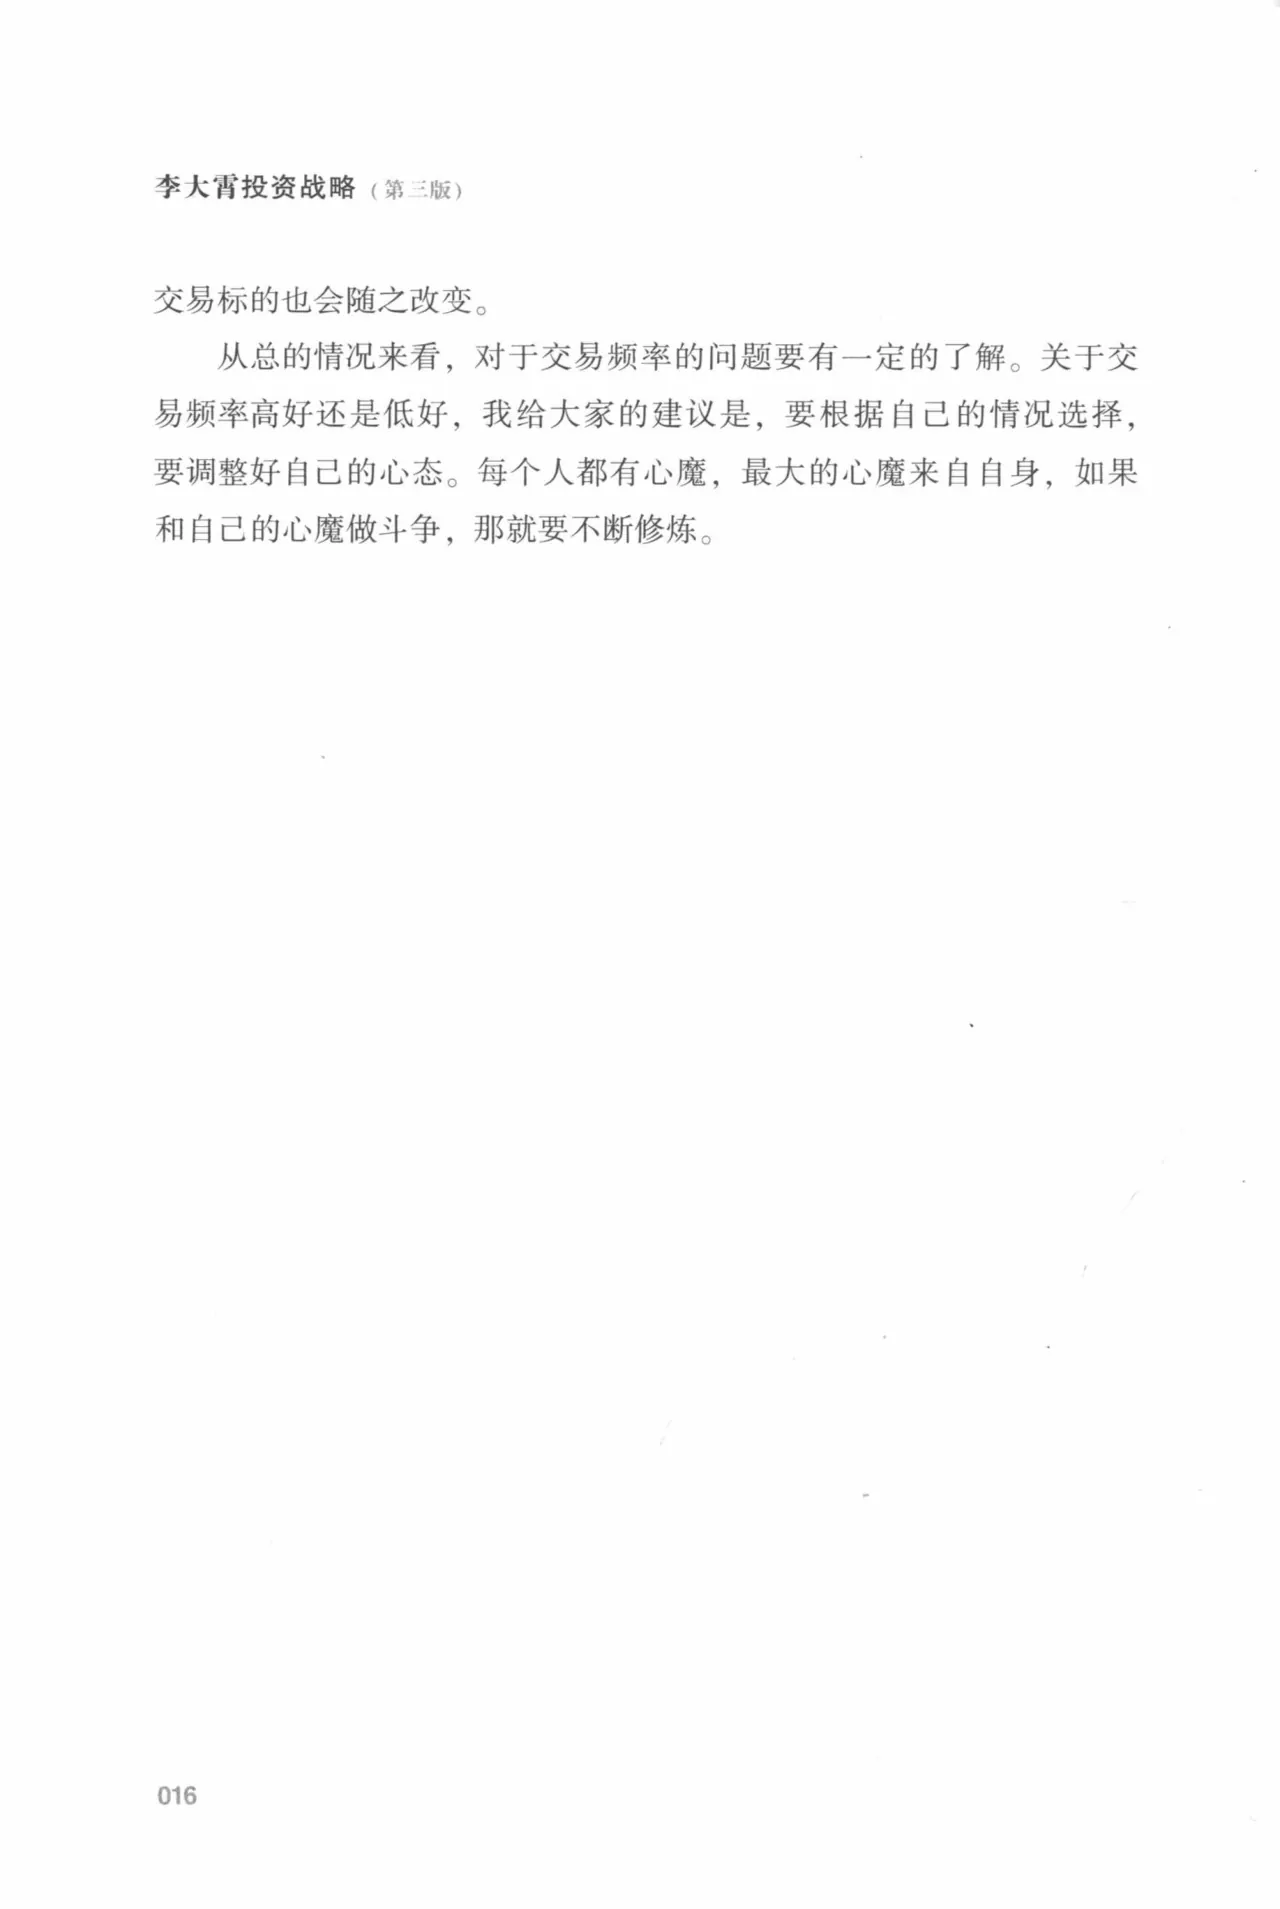 李大霄投资战略（第三版）
交易标的也会随之改变。
从总的情况来看，对于交易频率的问题要有一定的了解。关于交
易频率高好还是低好，我给大家的建议是，要根据自己的情况选择，
要调整好自己的心态。每个人都有心魔，最大的心魔来自自身，如果
和自己的心魔做斗争，那就要不断修炼。
016